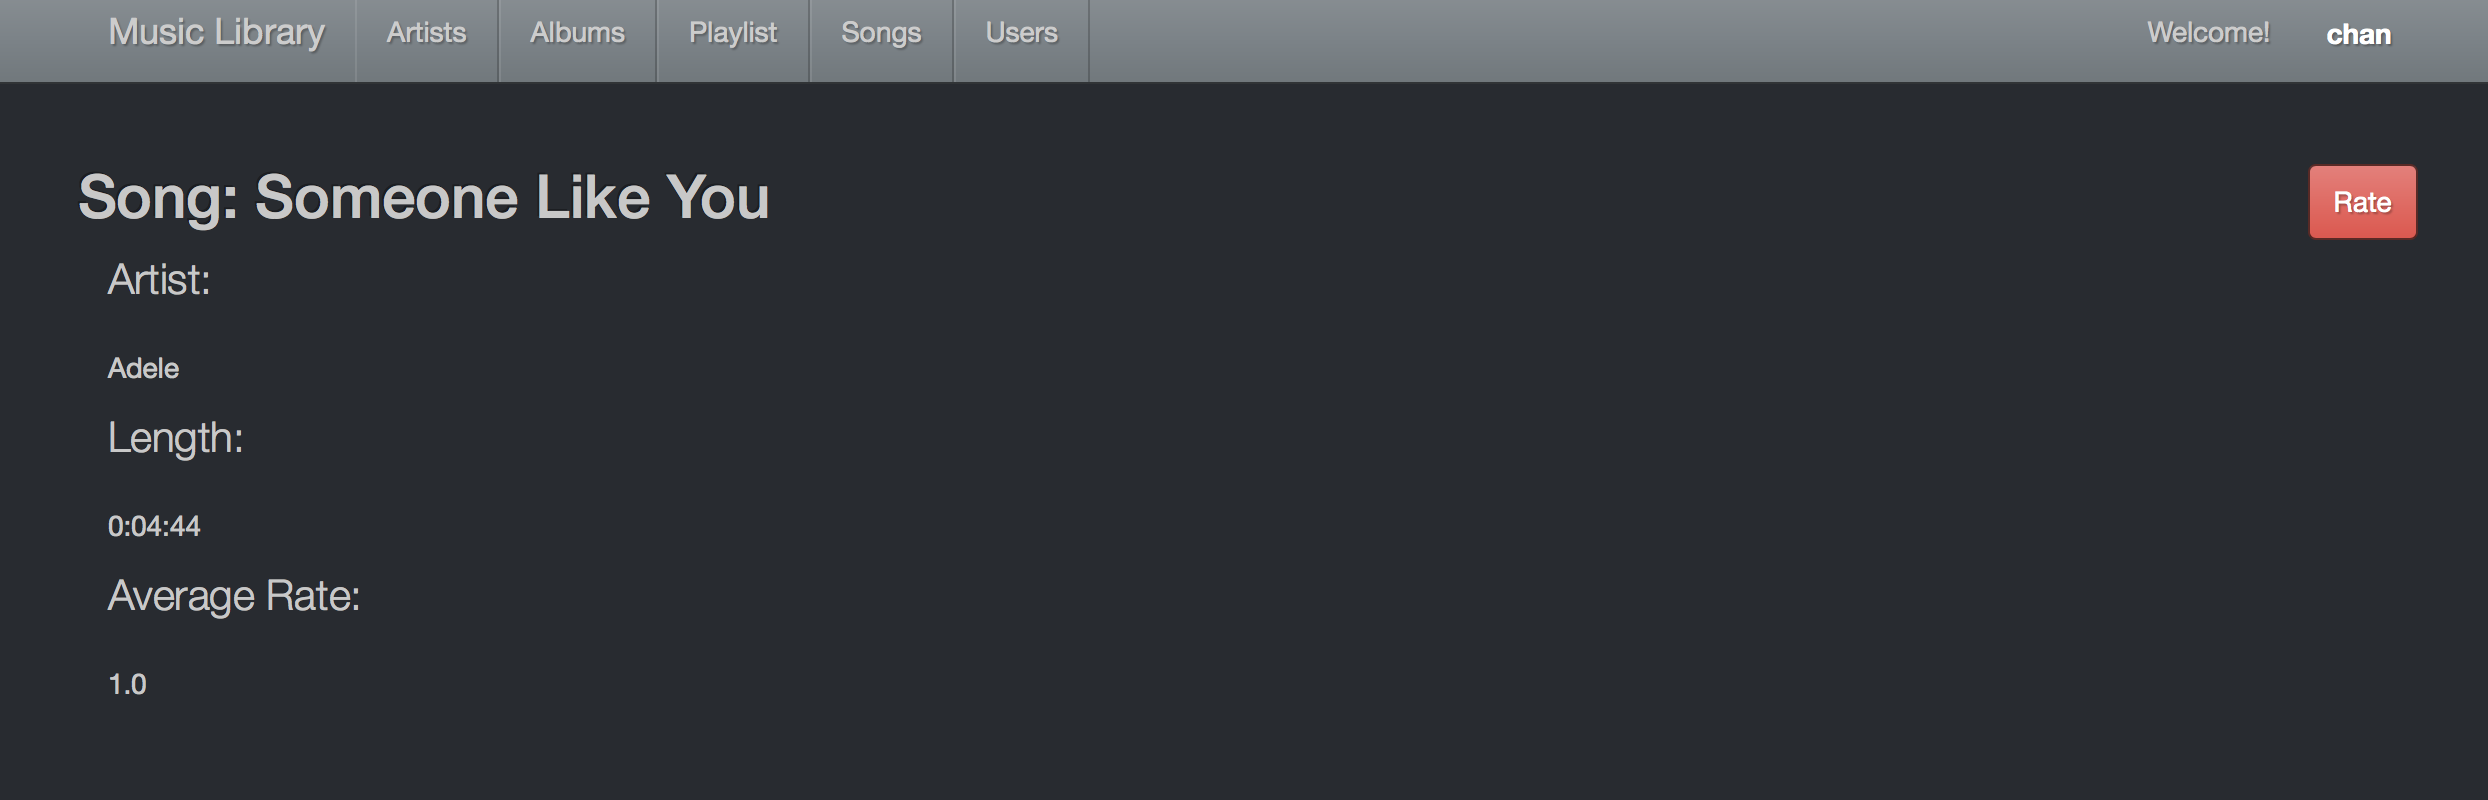 Music Library Artists Albums Playlist Songs Users Welcome! chan
Song: Someone Like You Rate
Artist:
Adele
Length:
0:04:44
Average Rate:
1.0